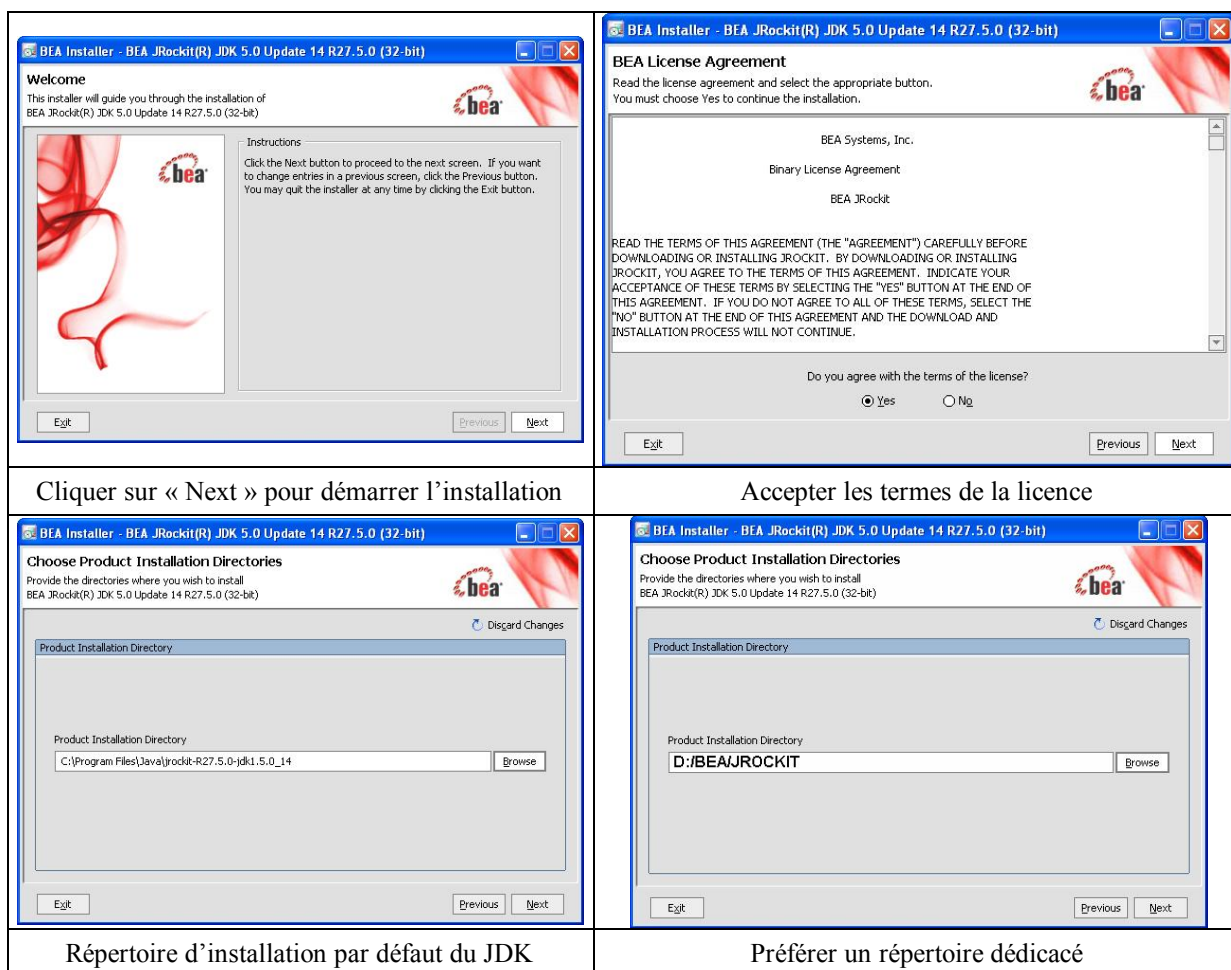 BEA Installer - BEA JRockit(R) JDK 5.0 Update 14 R27.5.0 (32-bit)
Welcome
This installer will guide you through the installation of
BEA JRockit(R) JDK 5.0 Update 14 R27.5.0 (32-bit)
bea
bea
Instructions
Click the Next button to proceed to the next screen. If you want
to change entries in a previous screen, click the Previous button.
You may quit the installer at any time by clicking the Exit button.
Exit
Previous
Next
BEA Installer - BEA JRockit(R) JDK 5.0 Update 14 R27.5.0 (32-bit)
BEA License Agreement
Read the license agreement and select the appropriate button.
You must choose Yes to continue the installation.
bea
BEA Systems, Inc.
Binary License Agreement
BEA JRockit
READ THE TERMS OF THIS AGREEMENT (THE "AGREEMENT") CAREFULLY BEFORE
DOWNLOADING OR INSTALLING JROCKIT. BY DOWNLOADING OR INSTALLING
JROCKIT, YOU AGREE TO THE TERMS OF THIS AGREEMENT. INDICATE YOUR
ACCEPTANCE OF THESE TERMS BY SELECTING THE "YES" BUTTON AT THE END OF
THIS AGREEMENT. IF YOU DO NOT AGREE TO ALL OF THESE TERMS, SELECT THE
"NO" BUTTON AT THE END OF THIS AGREEMENT AND THE DOWNLOAD AND
INSTALLATION PROCESS WILL NOT CONTINUE.
Do you agree with the terms of the license?
Yes No
Exit
Previous
Next
Cliquer sur « Next » pour démarrer l'installation
Accepter les termes de la licence
BEA Installer - BEA JRockit(R) JDK 5.0 Update 14 R27.5.0 (32-bit)
Choose Product Installation Directories
Provide the directories where you wish to install
BEA JRockit(R) JDK 5.0 Update 14 R27.5.0 (32-bit)
bea
Discard Changes
Product Installation Directory
Product Installation Directory
C:\Program Files\Java\jrockit-R27.5.0-jdk1.5.0_14
Browse
Exit
Previous
Next
BEA Installer - BEA JRockit(R) JDK 5.0 Update 14 R27.5.0 (32-bit)
Choose Product Installation Directories
Provide the directories where you wish to install
BEA JRockit(R) JDK 5.0 Update 14 R27.5.0 (32-bit)
bea
Discard Changes
Product Installation Directory
Product Installation Directory
D:/BEA/JROCKIT
Browse
Exit
Previous
Next
Répertoire d'installation par défaut du JDK
Préférer un répertoire dédicacé